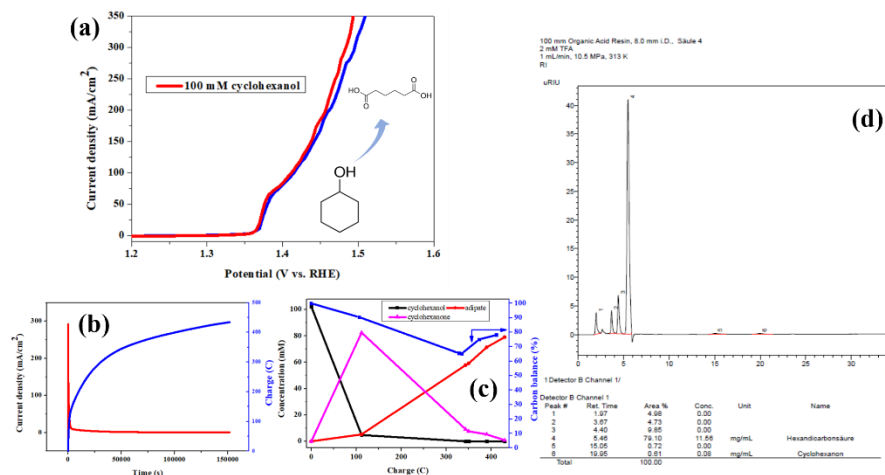 (a)
350
300
250
200
150
100
50
0
Current density (mA/cm²)
100 mM cyclohexanol
HO
O
O
OH
OH
1.2
1.3
1.4
1.5
1.6
Potential (V vs. RHE)
(b)
300
250
200
150
100
50
0
Current density (mA/cm²)
500
400
300
200
100
0
Charge (C)
0
50000
100000
150000
Time (s)
(c)
cyclohexanol
adipate
cyclohexanone
100
80
60
40
20
0
Concentration (mM)
100
90
80
70
60
50
40
30
20
10
0
Carbon balance (%)
0
100
200
300
400
Charge (C)
100 mm Organic Acid Resin, 8.0 mm i.D., Säule 4
2 mM TFA
1 mL/min, 10.5 MPa, 313 K
RI
uRIU
(d)
40
35
30
25
20
15
10
5
0
1
2
3
4
5
6
0
5
10
15
20
25
30
1 Detector B Channel 1/
Detector B Channel 1
Peak # Ret. Time Area % Conc. Unit Name
1 1.97 4.98 0.00
2 3.67 4.73 0.00
3 4.40 9.85 0.00
4 5.46 79.10 11.56 mg/mL Hexandicarbonsäure
5 15.05 0.72 0.00
6 19.95 0.61 0.08 mg/mL Cyclohexanon
Total 100.00